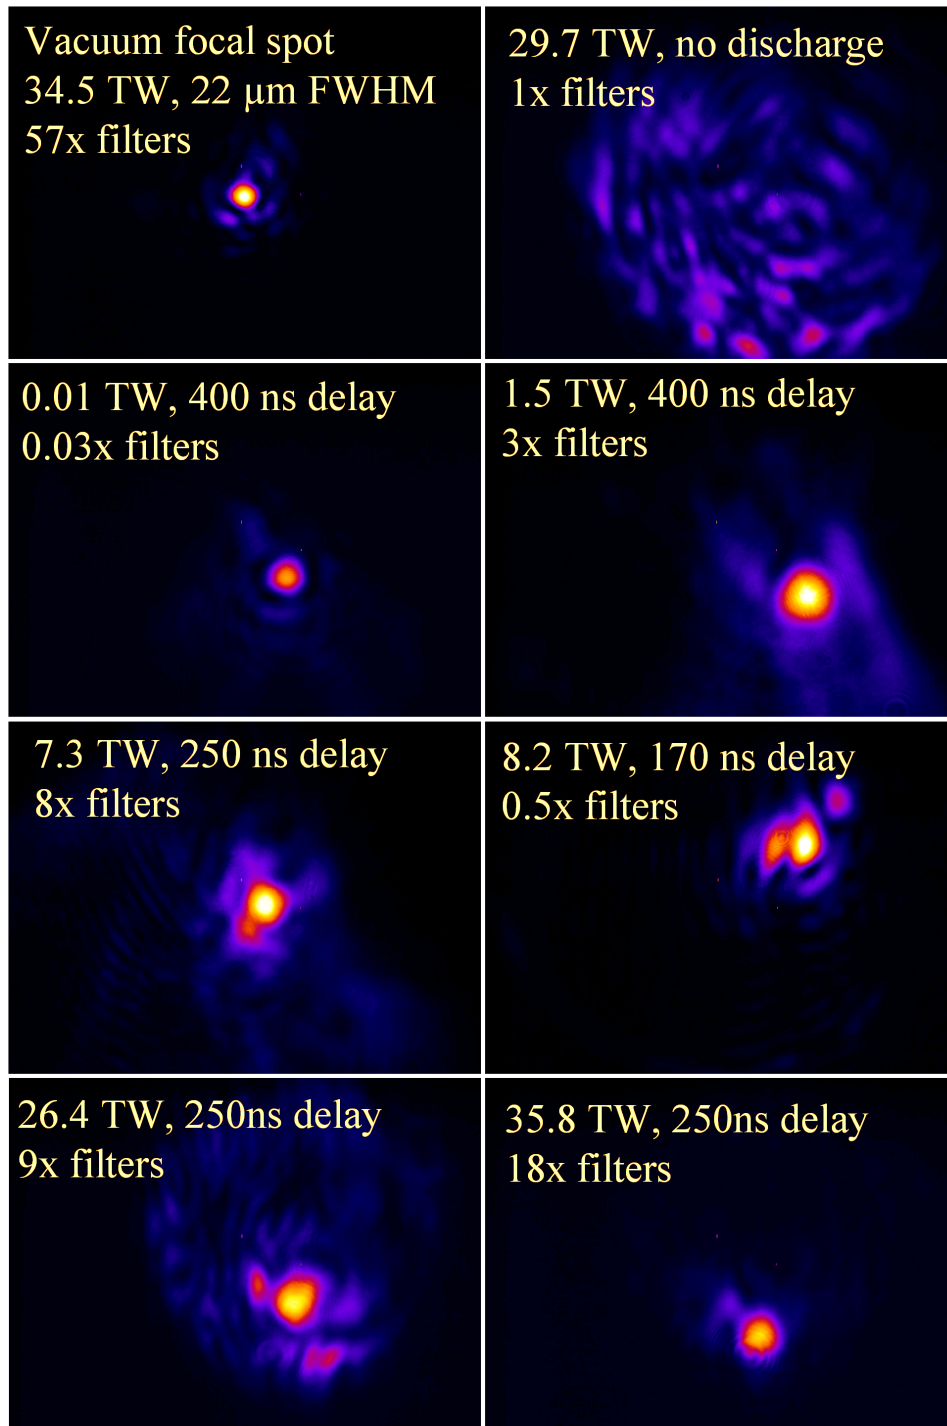 Vacuum focal spot
34.5 TW, 22 μm FWHM
57x filters
29.7 TW, no discharge
1x filters
0.01 TW, 400 ns delay
0.03x filters
1.5 TW, 400 ns delay
3x filters
7.3 TW, 250 ns delay
8x filters
8.2 TW, 170 ns delay
0.5x filters
26.4 TW, 250ns delay
9x filters
35.8 TW, 250ns delay
18x filters